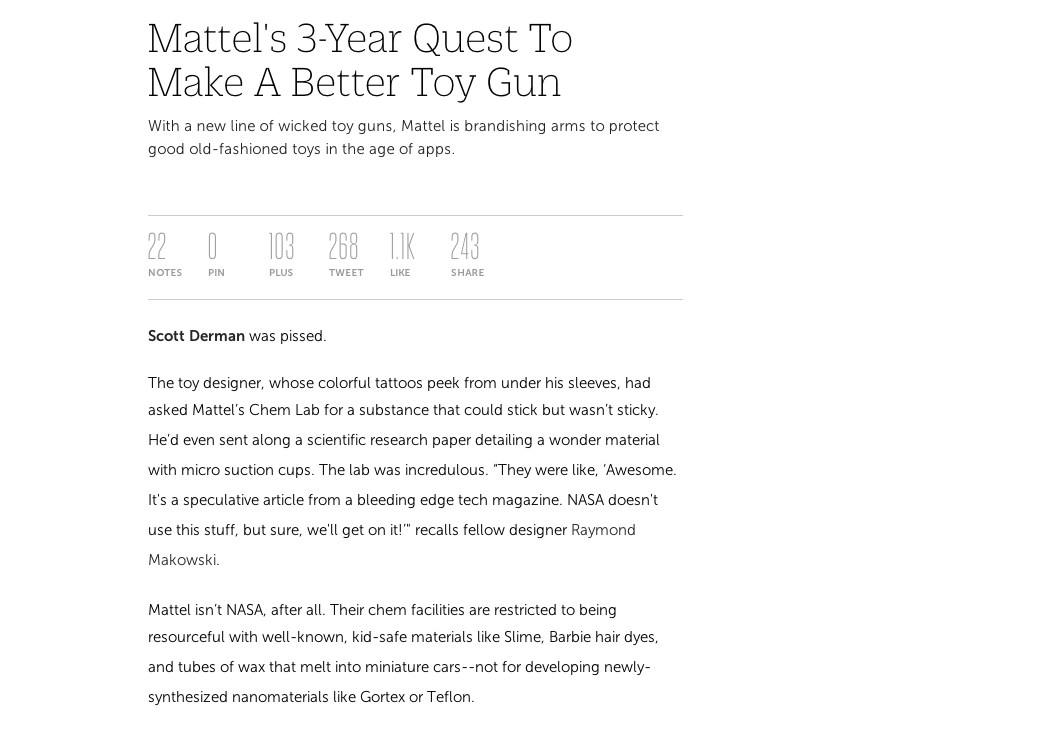 Mattel's 3-Year Quest To
Make A Better Toy Gun
With a new line of wicked toy guns, Mattel is brandishing arms to protect
good old-fashioned toys in the age of apps.
22 0 103 268 1.1K 243
NOTES PIN PLUS TWEET LIKE SHARE
Scott Derman was pissed.
The toy designer, whose colorful tattoos peek from under his sleeves, had
asked Mattel’s Chem Lab for a substance that could stick but wasn’t sticky.
He’d even sent along a scientific research paper detailing a wonder material
with micro suction cups. The lab was incredulous. “They were like, ‘Awesome.
It's a speculative article from a bleeding edge tech magazine. NASA doesn't
use this stuff, but sure, we'll get on it!’" recalls fellow designer Raymond
Makowski.
Mattel isn’t NASA, after all. Their chem facilities are restricted to being
resourceful with well-known, kid-safe materials like Slime, Barbie hair dyes,
and tubes of wax that melt into miniature cars--not for developing newly-
synthesized nanomaterials like Gortex or Teflon.